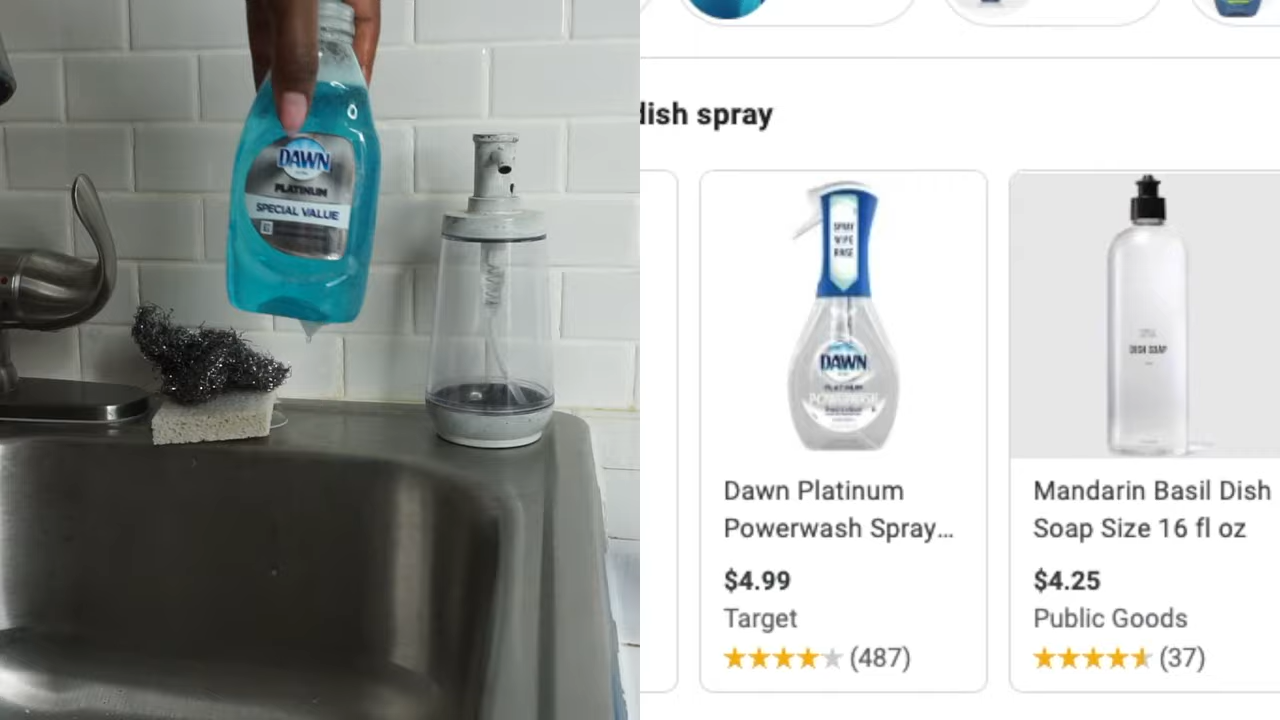 DAWN
PLATINUM
SPECIAL VALUE
dish spray
SPRAY
WIPE
RINSE
DAWN
PLATINUM
POWERWASH
DISH SOAP
Dawn Platinum
Powerwash Spray...
$4.99
Target
(487)
Mandarin Basil Dish
Soap Size 16 fl oz
$4.25
Public Goods
(37)